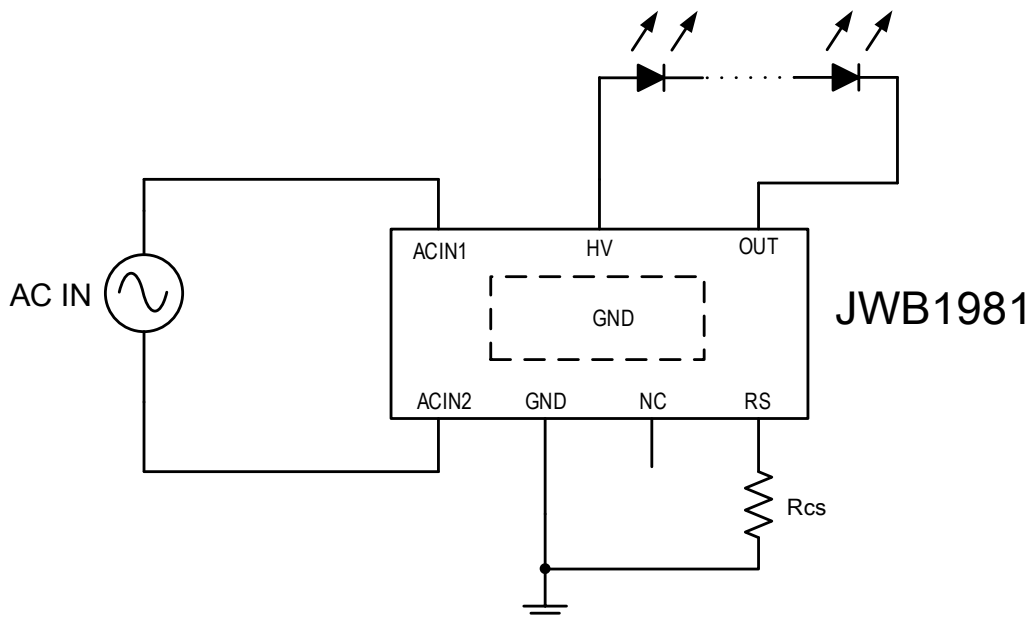 ACIN1 HV OUT
AC IN
GND
JWB1981
ACIN2 GND NC RS
Rcs